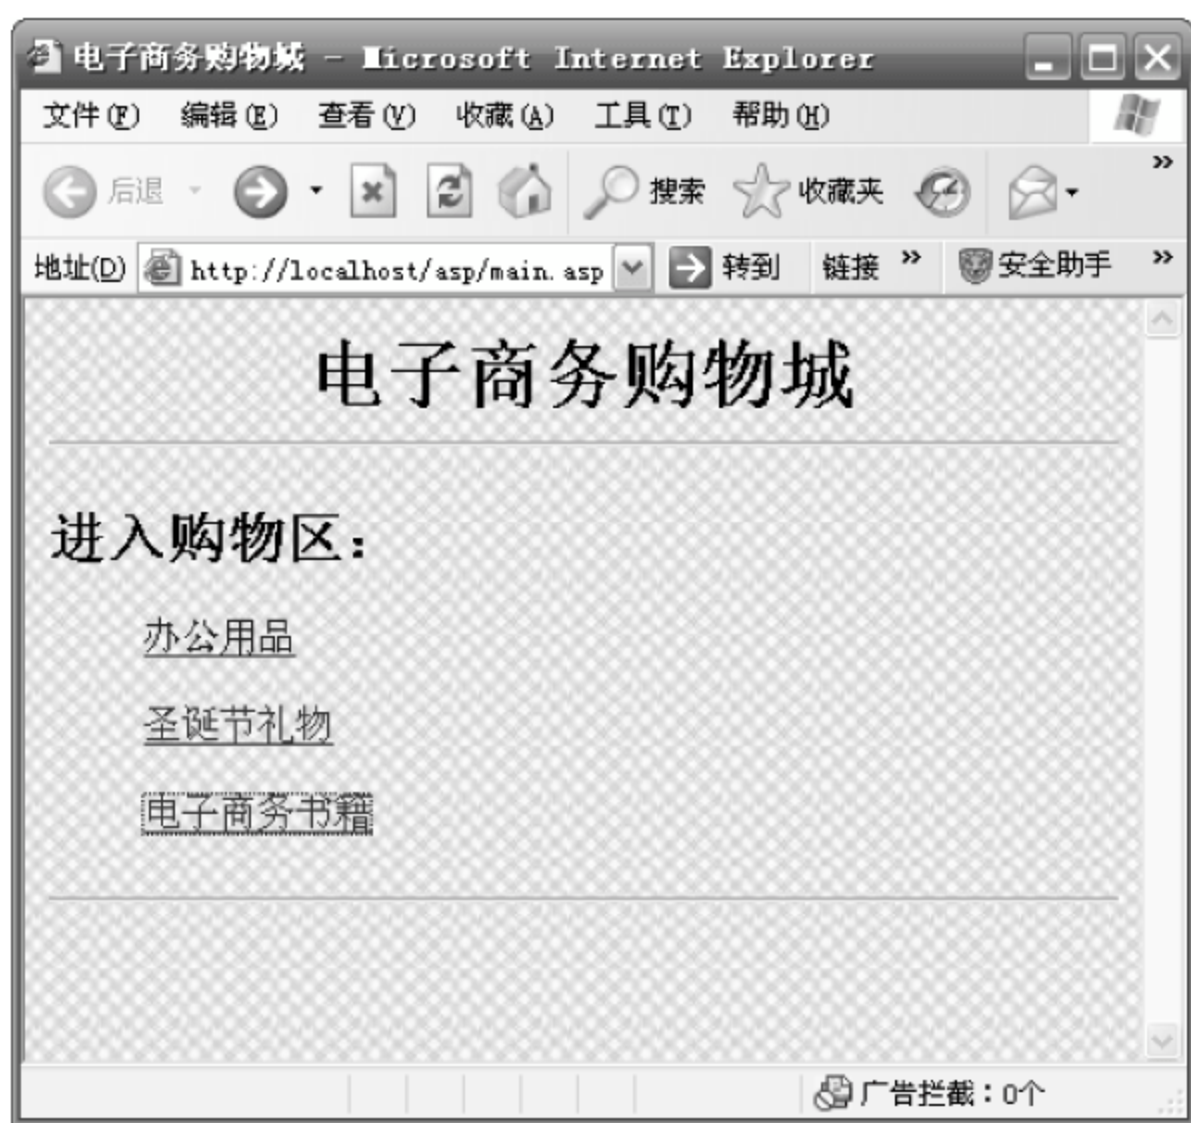 电子商务购物城 - Microsoft Internet Explorer
文件(F) 编辑(E) 查看(V) 收藏(A) 工具(T) 帮助(H)
后退 搜索 收藏夹 »
地址(D) http://localhost/asp/main.asp 转到 链接 » 安全助手 »
电子商务购物城
进入购物区：
办公用品
圣诞节礼物
电子商务书籍
广告拦截：0个